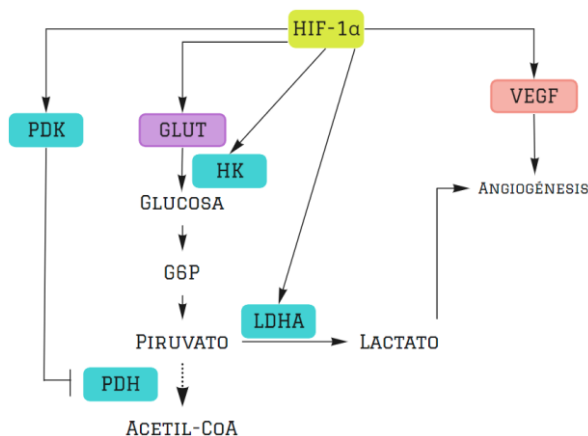 HIF-1α
PDK
GLUT
VEGF
HK
Angiogénesis
Glucosa
G6P
LDHA
Piruvato
Lactato
PDH
Acetil-CoA